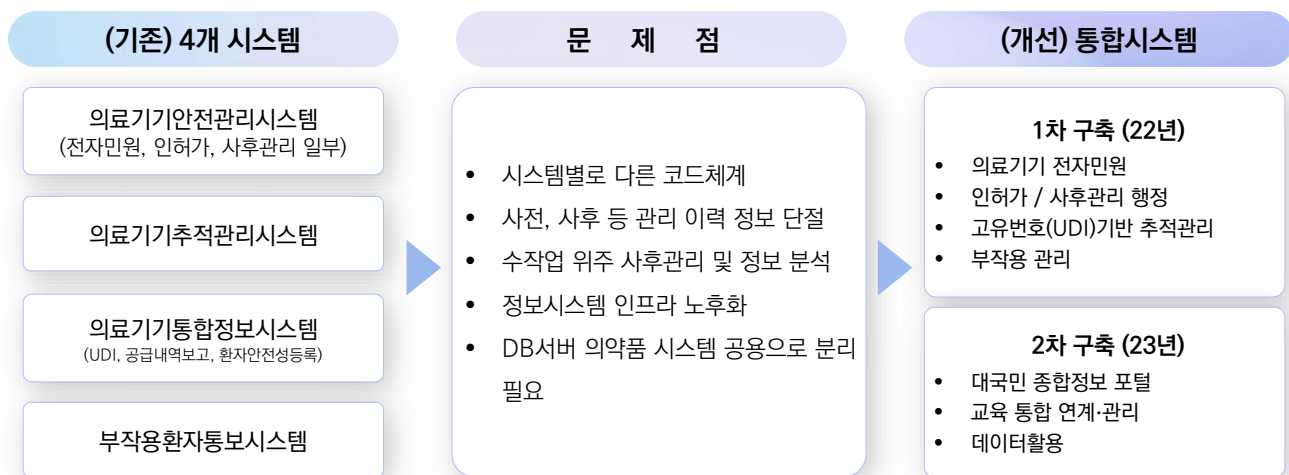 (기존) 4개 시스템
의료기기안전관리시스템
(전자민원, 인허가, 사후관리 일부)
의료기기추적관리시스템
의료기기통합정보시스템
(UDI, 공급내역보고, 환자안전성등록)
부작용환자통보시스템
문 제 점
• 시스템별로 다른 코드체계
• 사전, 사후 등 관리 이력 정보 단절
• 수작업 위주 사후관리 및 정보 분석
• 정보시스템 인프라 노후화
• DB서버 의약품 시스템 공용으로 분리
필요
(개선) 통합시스템
1차 구축 (22년)
• 의료기기 전자민원
• 인허가 / 사후관리 행정
• 고유번호(UDI)기반 추적관리
• 부작용 관리
2차 구축 (23년)
• 대국민 종합정보 포털
• 교육 통합 연계·관리
• 데이터활용